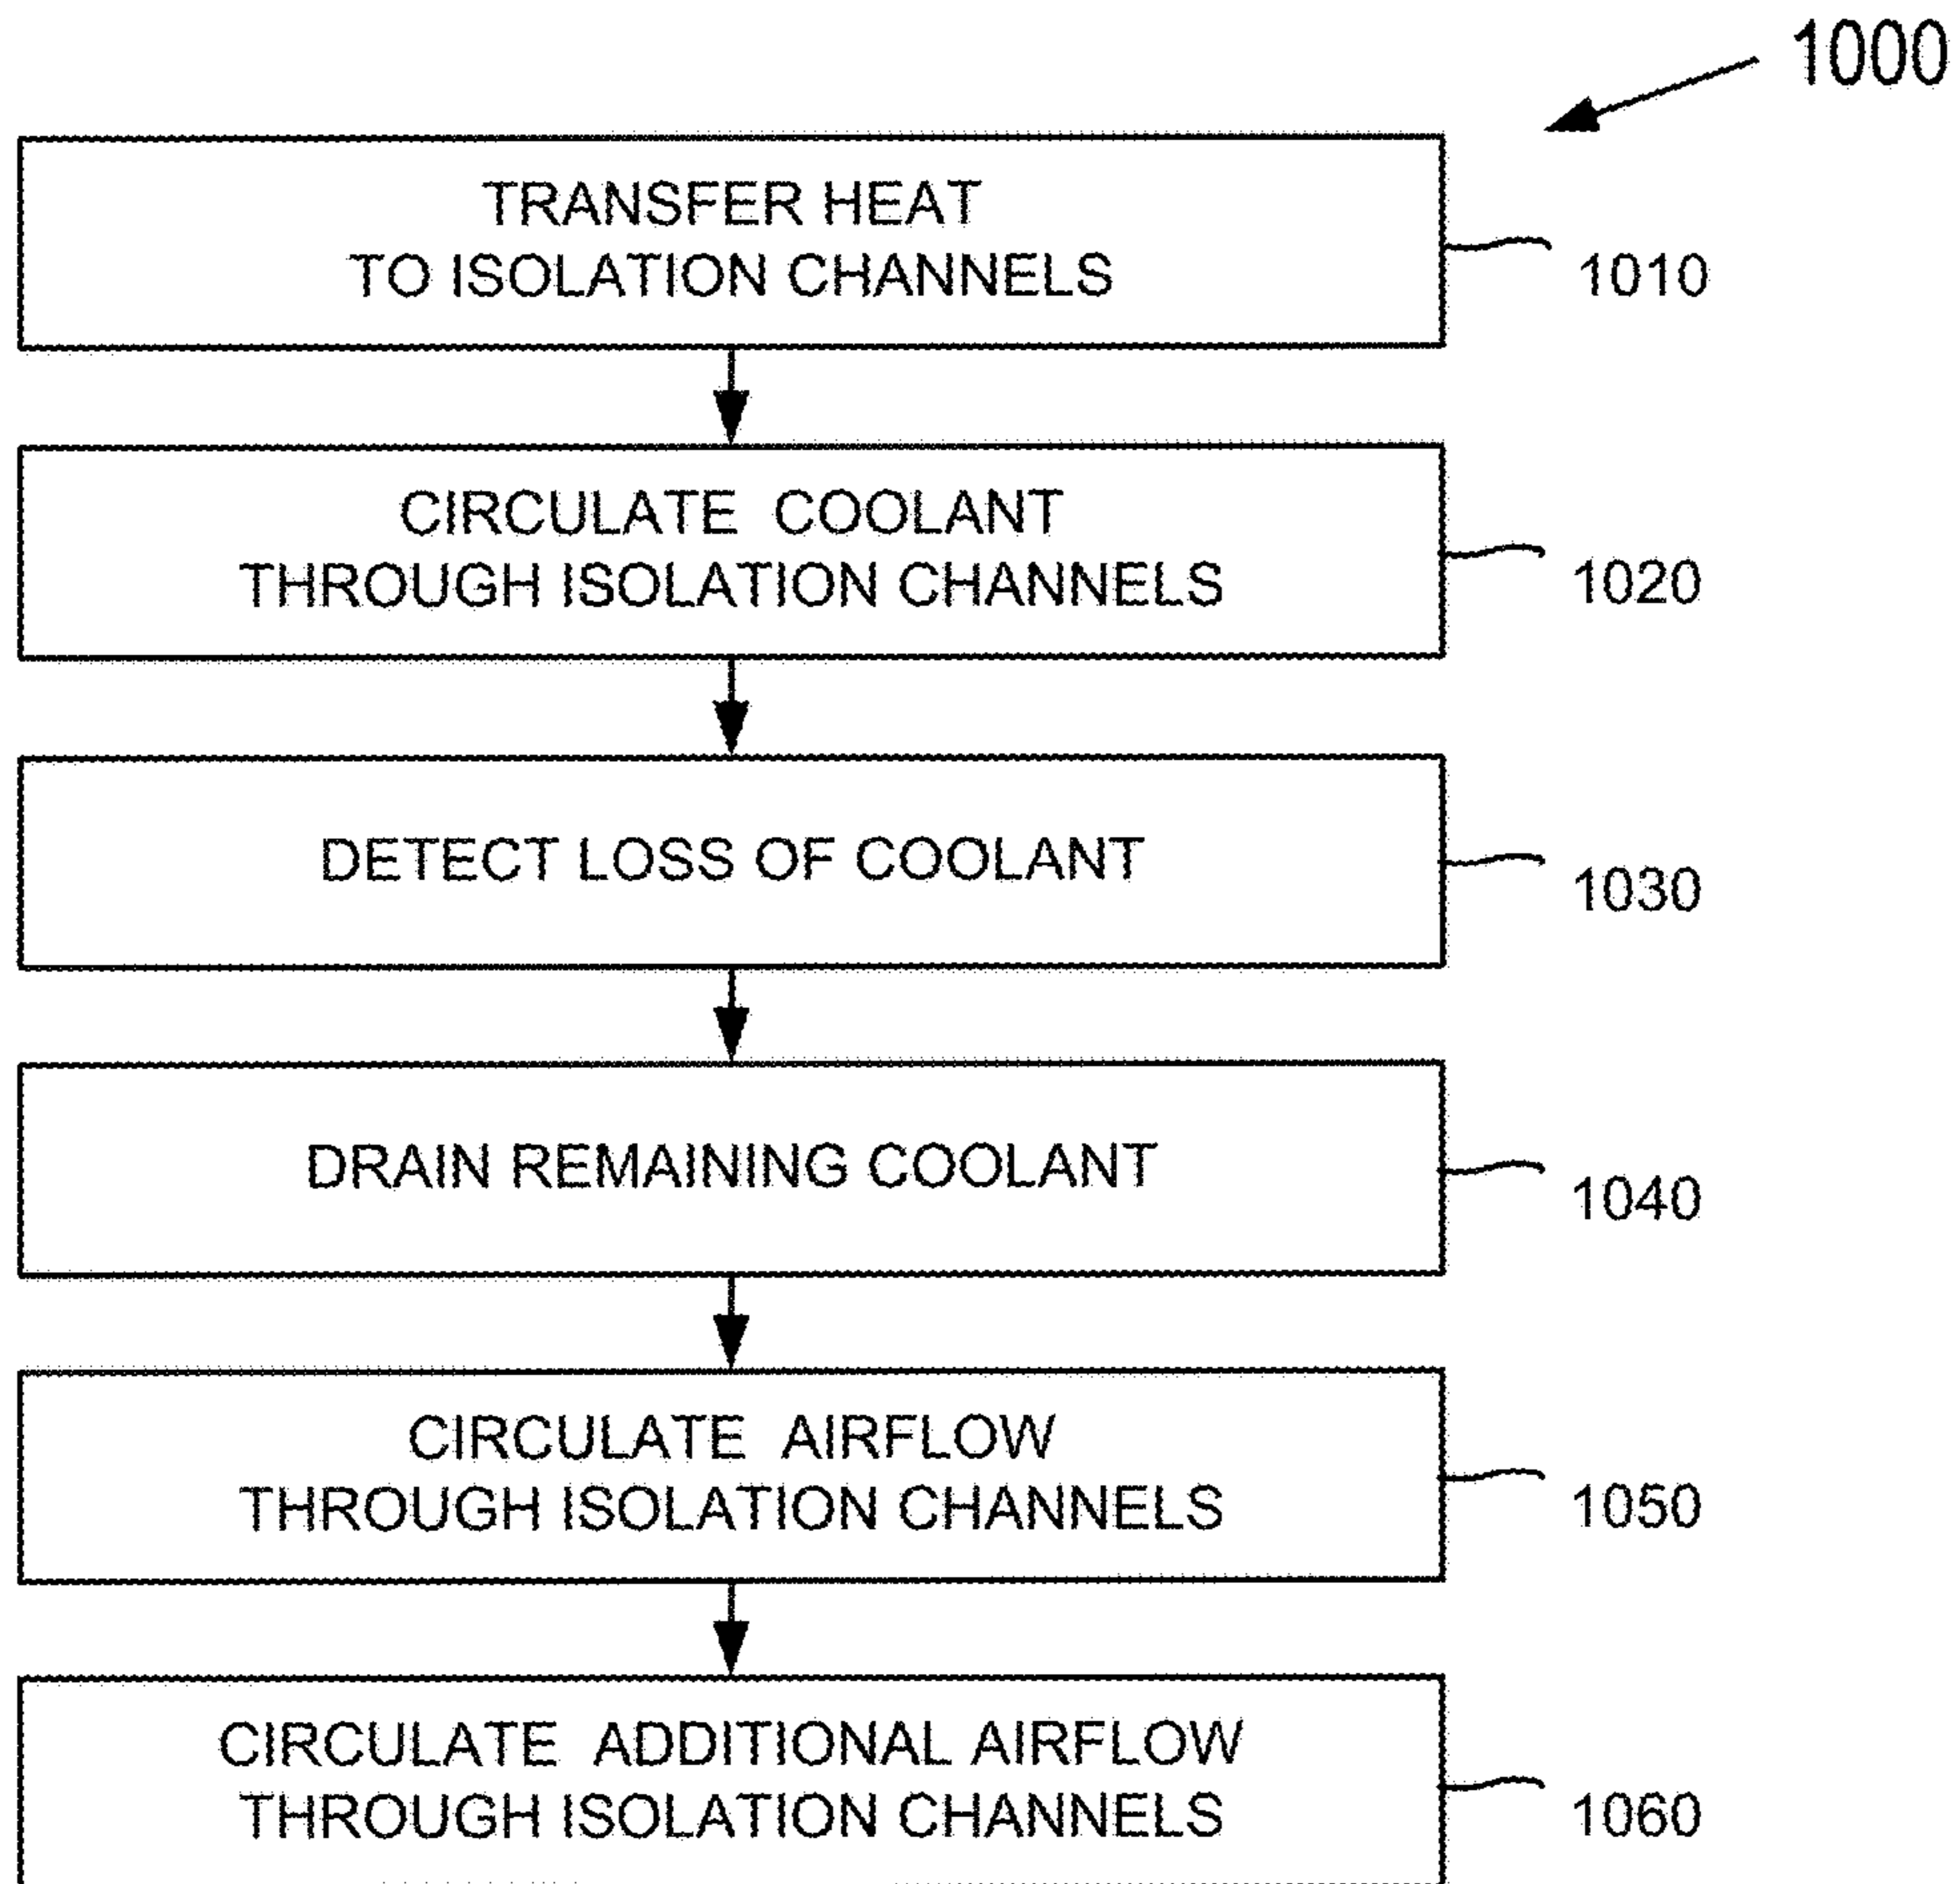 1000
TRANSFER HEAT
TO ISOLATION CHANNELS
1010
CIRCULATE COOLANT
THROUGH ISOLATION CHANNELS
1020
DETECT LOSS OF COOLANT
1030
DRAIN REMAINING COOLANT
1040
CIRCULATE AIRFLOW
THROUGH ISOLATION CHANNELS
1050
CIRCULATE ADDITIONAL AIRFLOW
THROUGH ISOLATION CHANNELS
1060